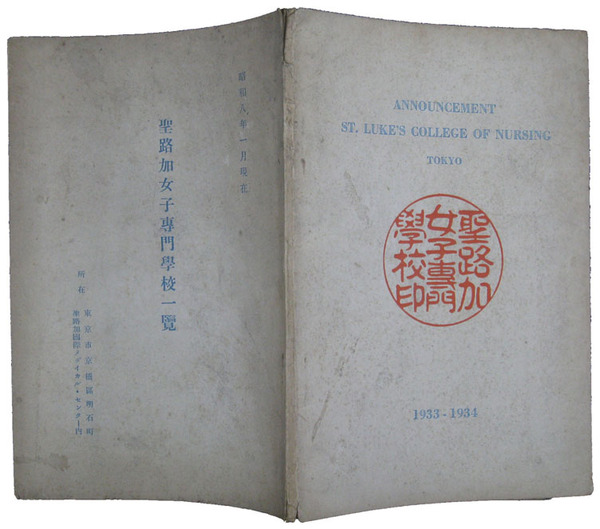 ANNOUNCEMENT
ST. LUKE'S COLLEGE OF NURSING
TOKYO
聖路加
女子專門
學校印
1933-1934
昭和八年一月現在
聖路加女子專門學校一覽
所在
東京市京橋區明石町
聖路加國際メデイカル・センター內